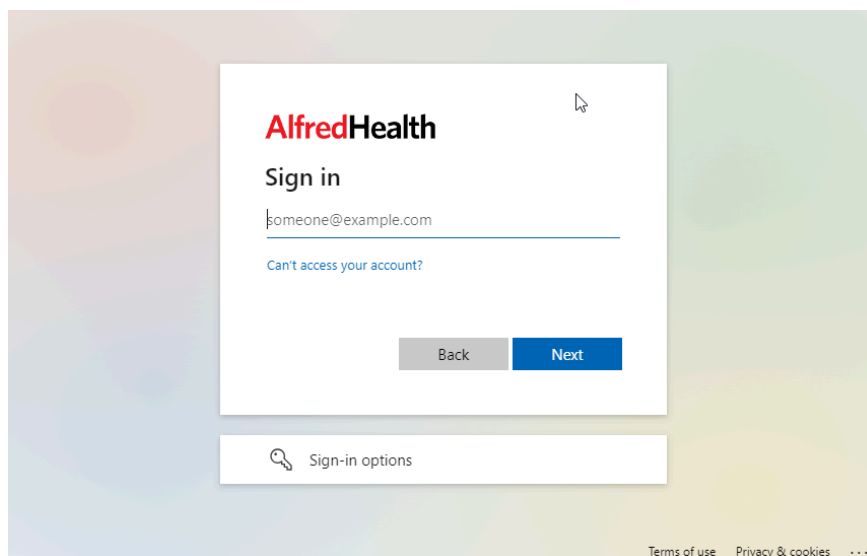 AlfredHealth
Sign in
someone@example.com
Can't access your account?
Back Next
Sign-in options
Terms of use Privacy & cookies ...